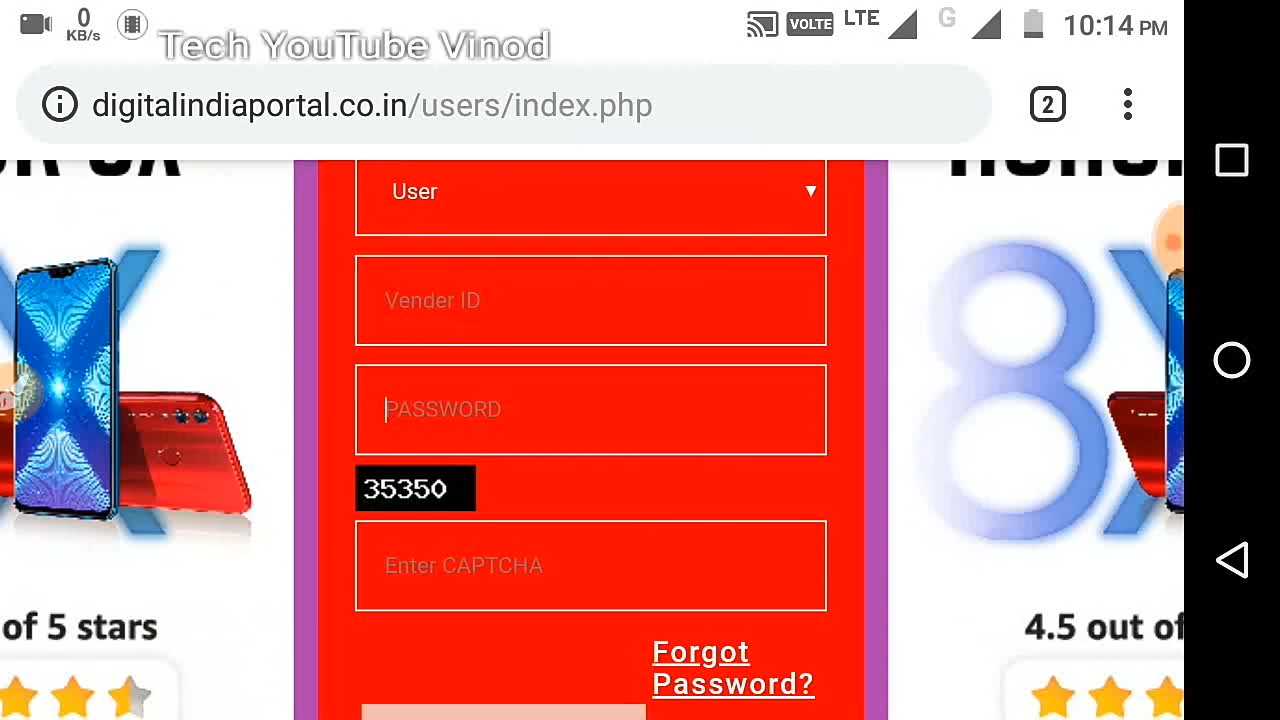 0
KB/s
Tech YouTube Vinod
VOLTE LTE G 10:14 PM
digitalindiaportal.co.in/users/index.php
2
User
Vender ID
PASSWORD
35350
Enter CAPTCHA
8X
of 5 stars
4.5 out of
Forgot
Password?